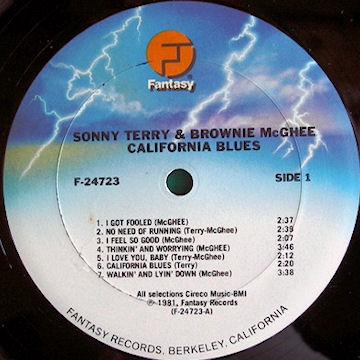 Fantasy
SONNY TERRY & BROWNIE McGHEE
CALIFORNIA BLUES
F-24723 SIDE 1
1. I GOT FOOLED (McGHEE) 2:37
2. NO NEED OF RUNNING (Terry-McGhee) 2:39
3. I FEEL SO GOOD (McGhee) 2:07
4. THINKIN' AND WORRYING (McGhee) 3:46
5. I LOVE YOU, BABY (Terry-McGhee) 2:12
6. CALIFORNIA BLUES (Terry) 2:20
7. WALKIN' AND LYIN' DOWN (McGhee) 3:38
All selections Cireco Music-BMI
℗ 1981, Fantasy Records
(F-24723-A)
FANTASY RECORDS, BERKELEY, CALIFORNIA